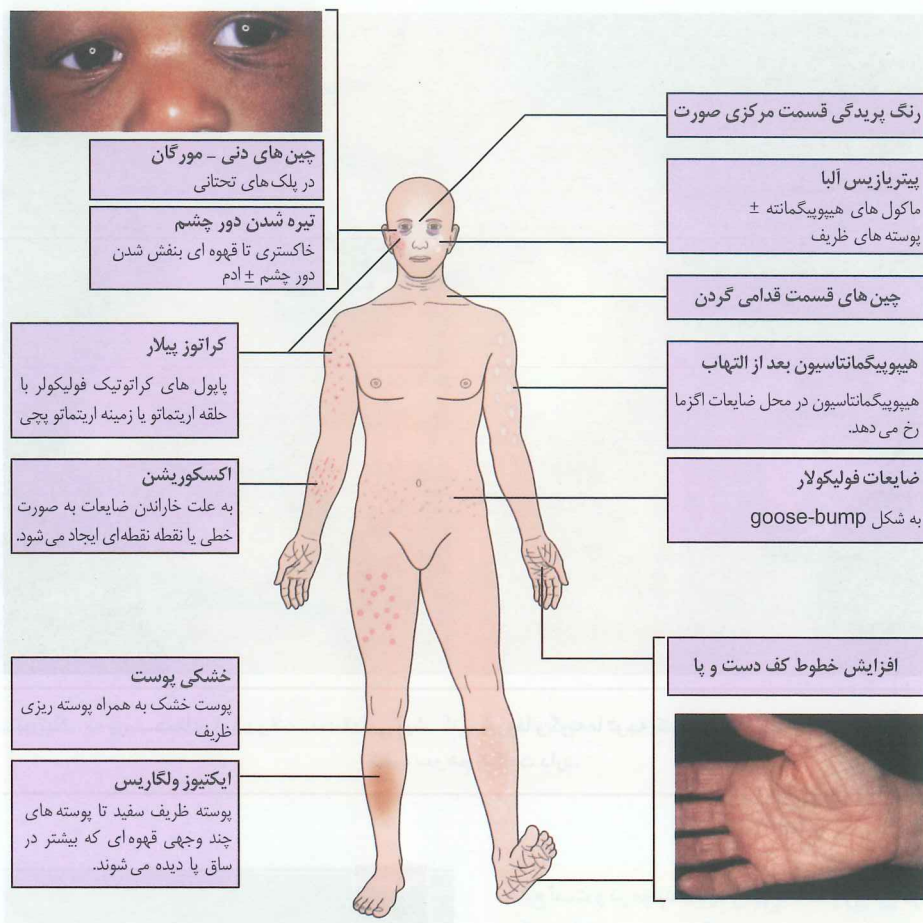 رنگ پریدگی قسمت مرکزی صورت
پیتریازیس آلبا
ماکول های هیپوپیگمانته ±
پوسته های ظریف
چین های قسمت قدامی گردن
هیپوپیگمانتاسیون بعد از التهاب
هیپوپیگمانتاسیون در محل ضایعات اگزما
رخ می دهد.
ضایعات فولیکولار
به شکل goose-bump
افزایش خطوط کف دست و پا
چین های دنی - مورگان
در پلک های تحتانی
تیره شدن دور چشم
خاکستری تا قهوه ای بنفش شدن
دور چشم ± ادم
کراتوز پیلار
پاپول های کراتوتیک فولیکولر با
حلقه اریتماتو یا زمینه اریتماتو پچی
اکسکوریشن
به علت خاراندن ضایعات به صورت
خطی یا نقطه نقطه‌ای ایجاد می‌شود.
خشکی پوست
پوست خشک به همراه پوسته ریزی
ظریف
ایکتیوز ولگاریس
پوسته ظریف سفید تا پوسته های
چند وجهی قهوه ای که بیشتر در
ساق پا دیده می شوند.